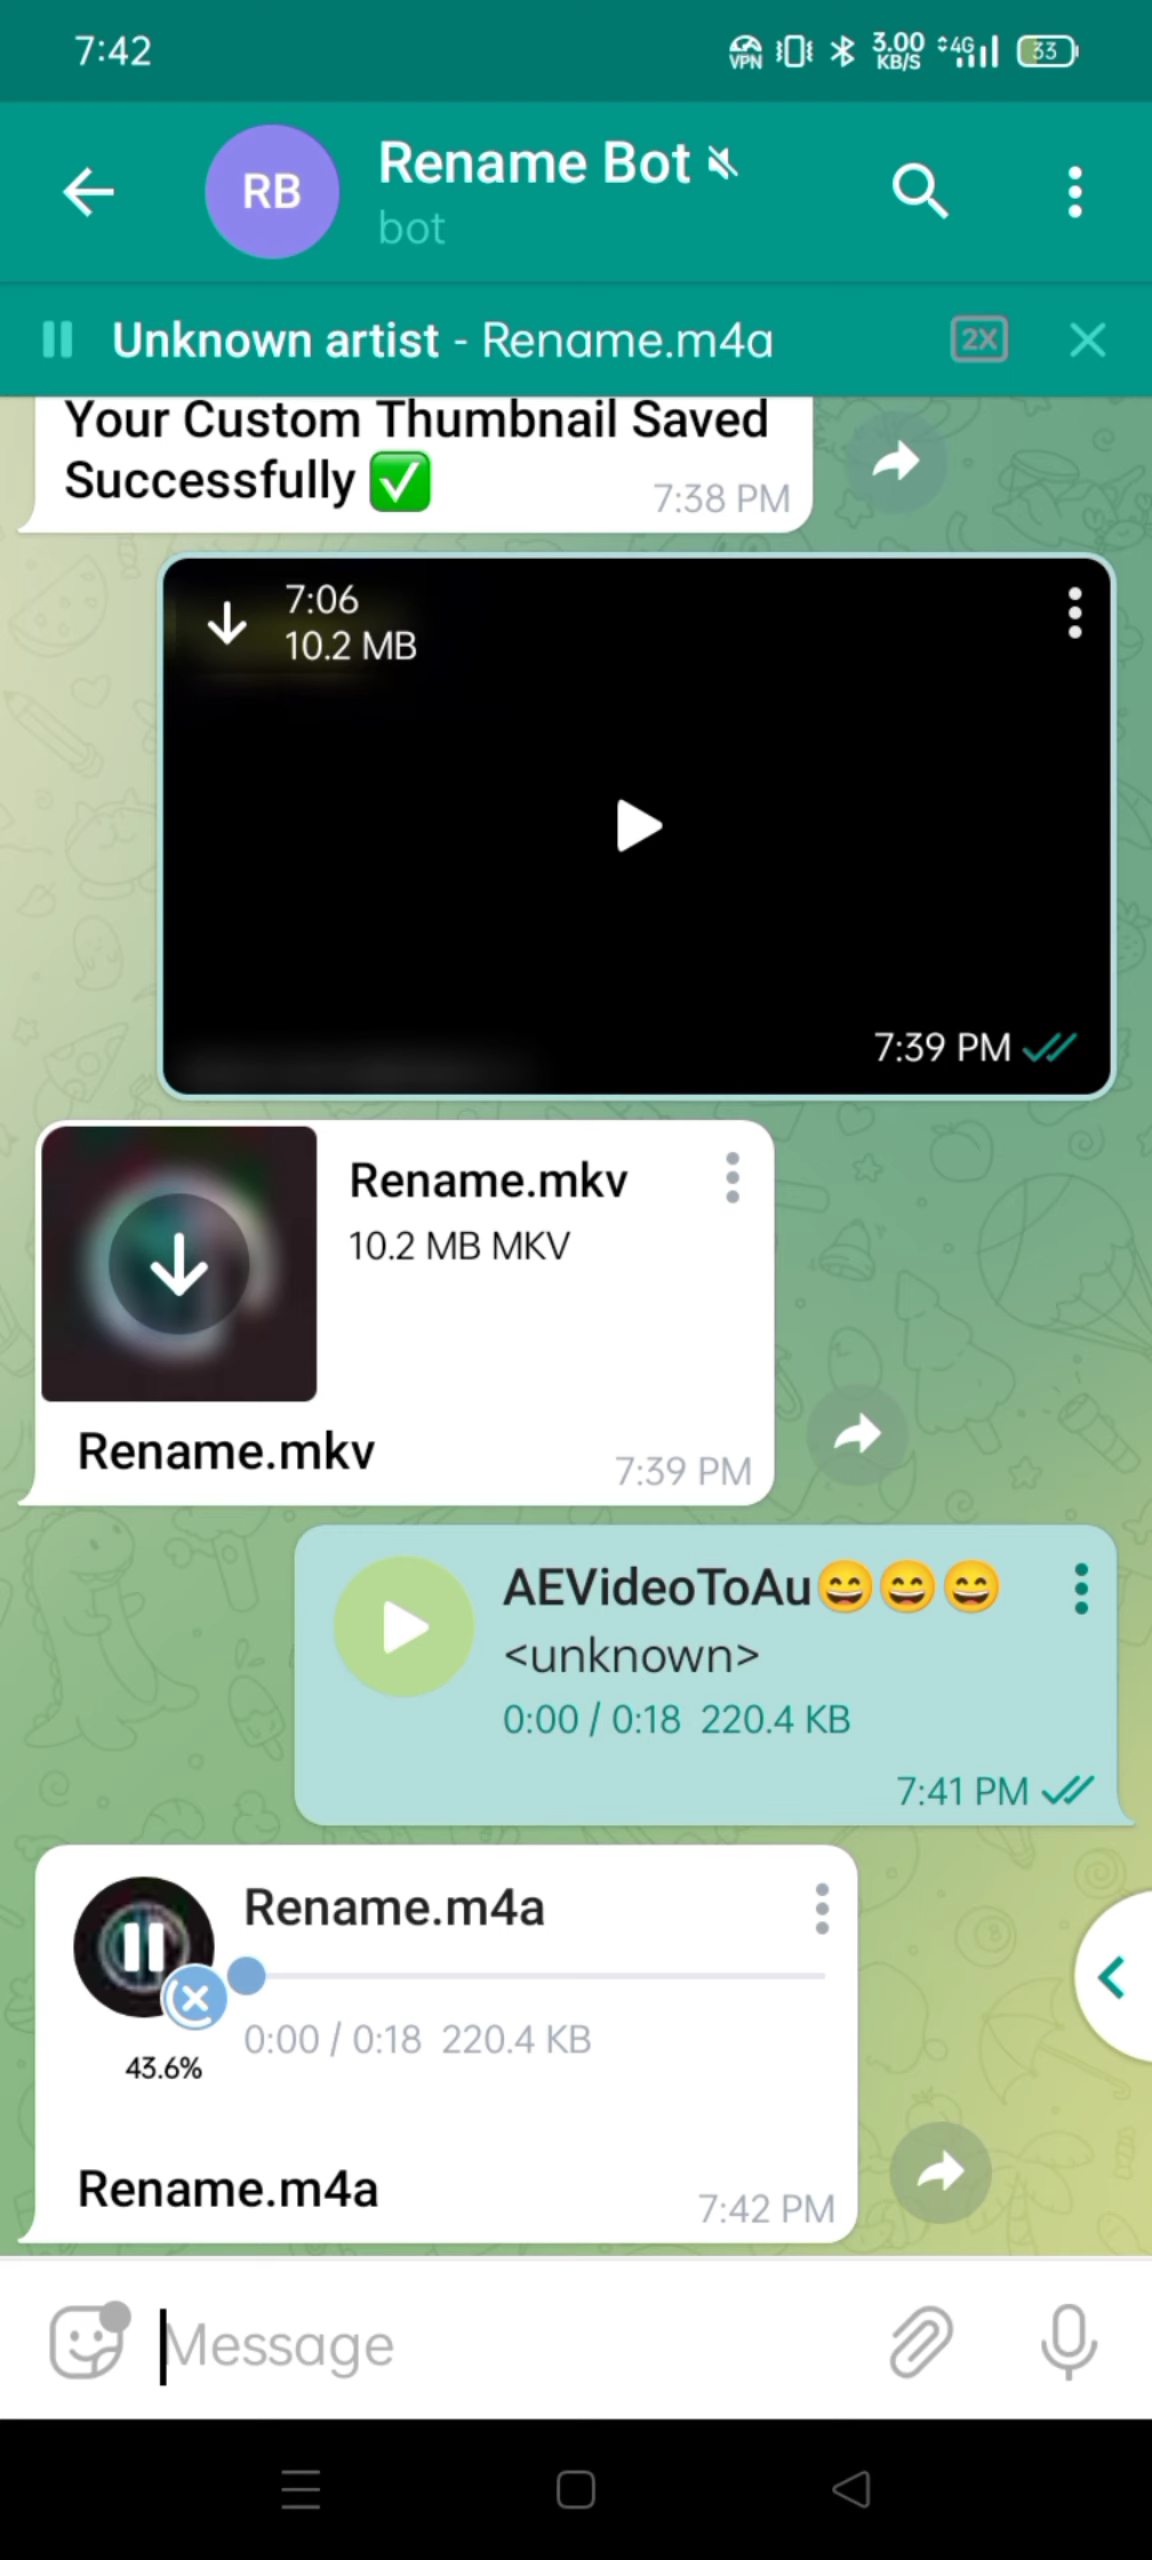 7:42
VPN
3.00
KB/S
4G
33
RB
Rename Bot
bot
Unknown artist - Rename.m4a
2X
Your Custom Thumbnail Saved
Successfully ✅
7:38 PM
7:06
10.2 MB
7:39 PM
Rename.mkv
10.2 MB MKV
Rename.mkv
7:39 PM
AEVideoToAu😄😄😄
<unknown>
0:00 / 0:18 220.4 KB
7:41 PM
Rename.m4a
0:00 / 0:18 220.4 KB
43.6%
Rename.m4a
7:42 PM
Message